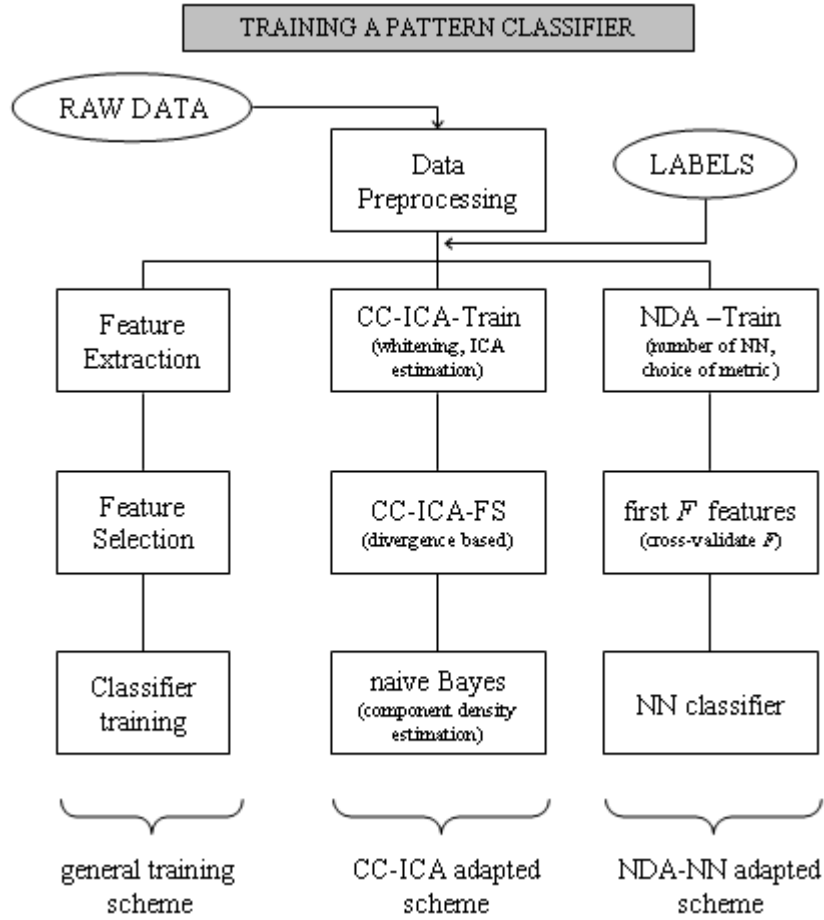 TRAINING A PATTERN CLASSIFIER
RAW DATA
Data
Preprocessing
LABELS
Feature
Extraction
CC-ICA-Train
(whitening, ICA
estimation)
NDA –Train
(number of NN,
choice of metric)
Feature
Selection
CC-ICA-FS
(divergence based)
first F features
(cross-validate F)
Classifier
training
naive Bayes
(component density
estimation)
NN classifier
general training
scheme
CC-ICA adapted
scheme
NDA-NN adapted
scheme